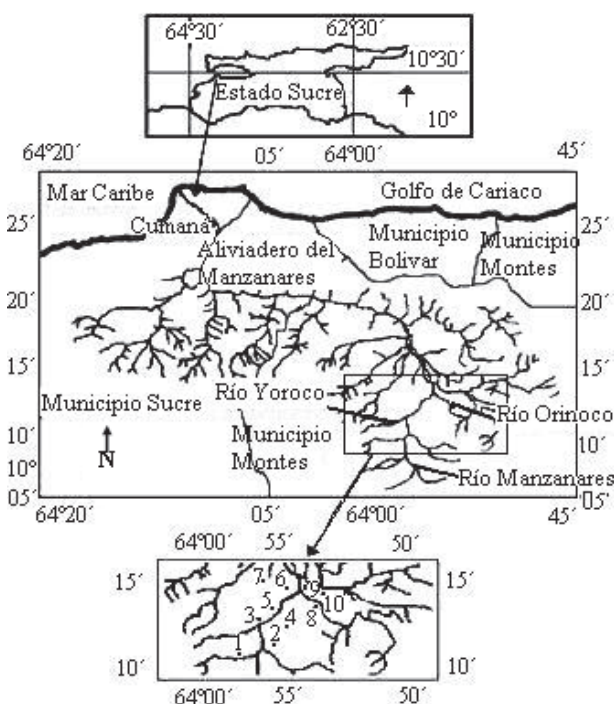 64°30´ 62°30´
10°30´
Estado Sucre
10°
64°20´ 05´ 64°00´ 45´
Mar Caribe Golfo de Cariaco
25´ 25´
Cumaná Municipio Bolivar Municipio Montes
Aliviadero del Manzanares
20´ 20´
15´ 15´
Río Yoroco
Municipio Sucre Río Orinoco
10´ Municipio Montes 10´
N
10° Río Manzanares
05´ 05´
64°20´ 05´ 64°00´ 45´
64°00´ 55´ 50´
15´ 7 6 9 15´
5 10
3 4 8
1 2
10´ 10´
64°00´ 55´ 50´